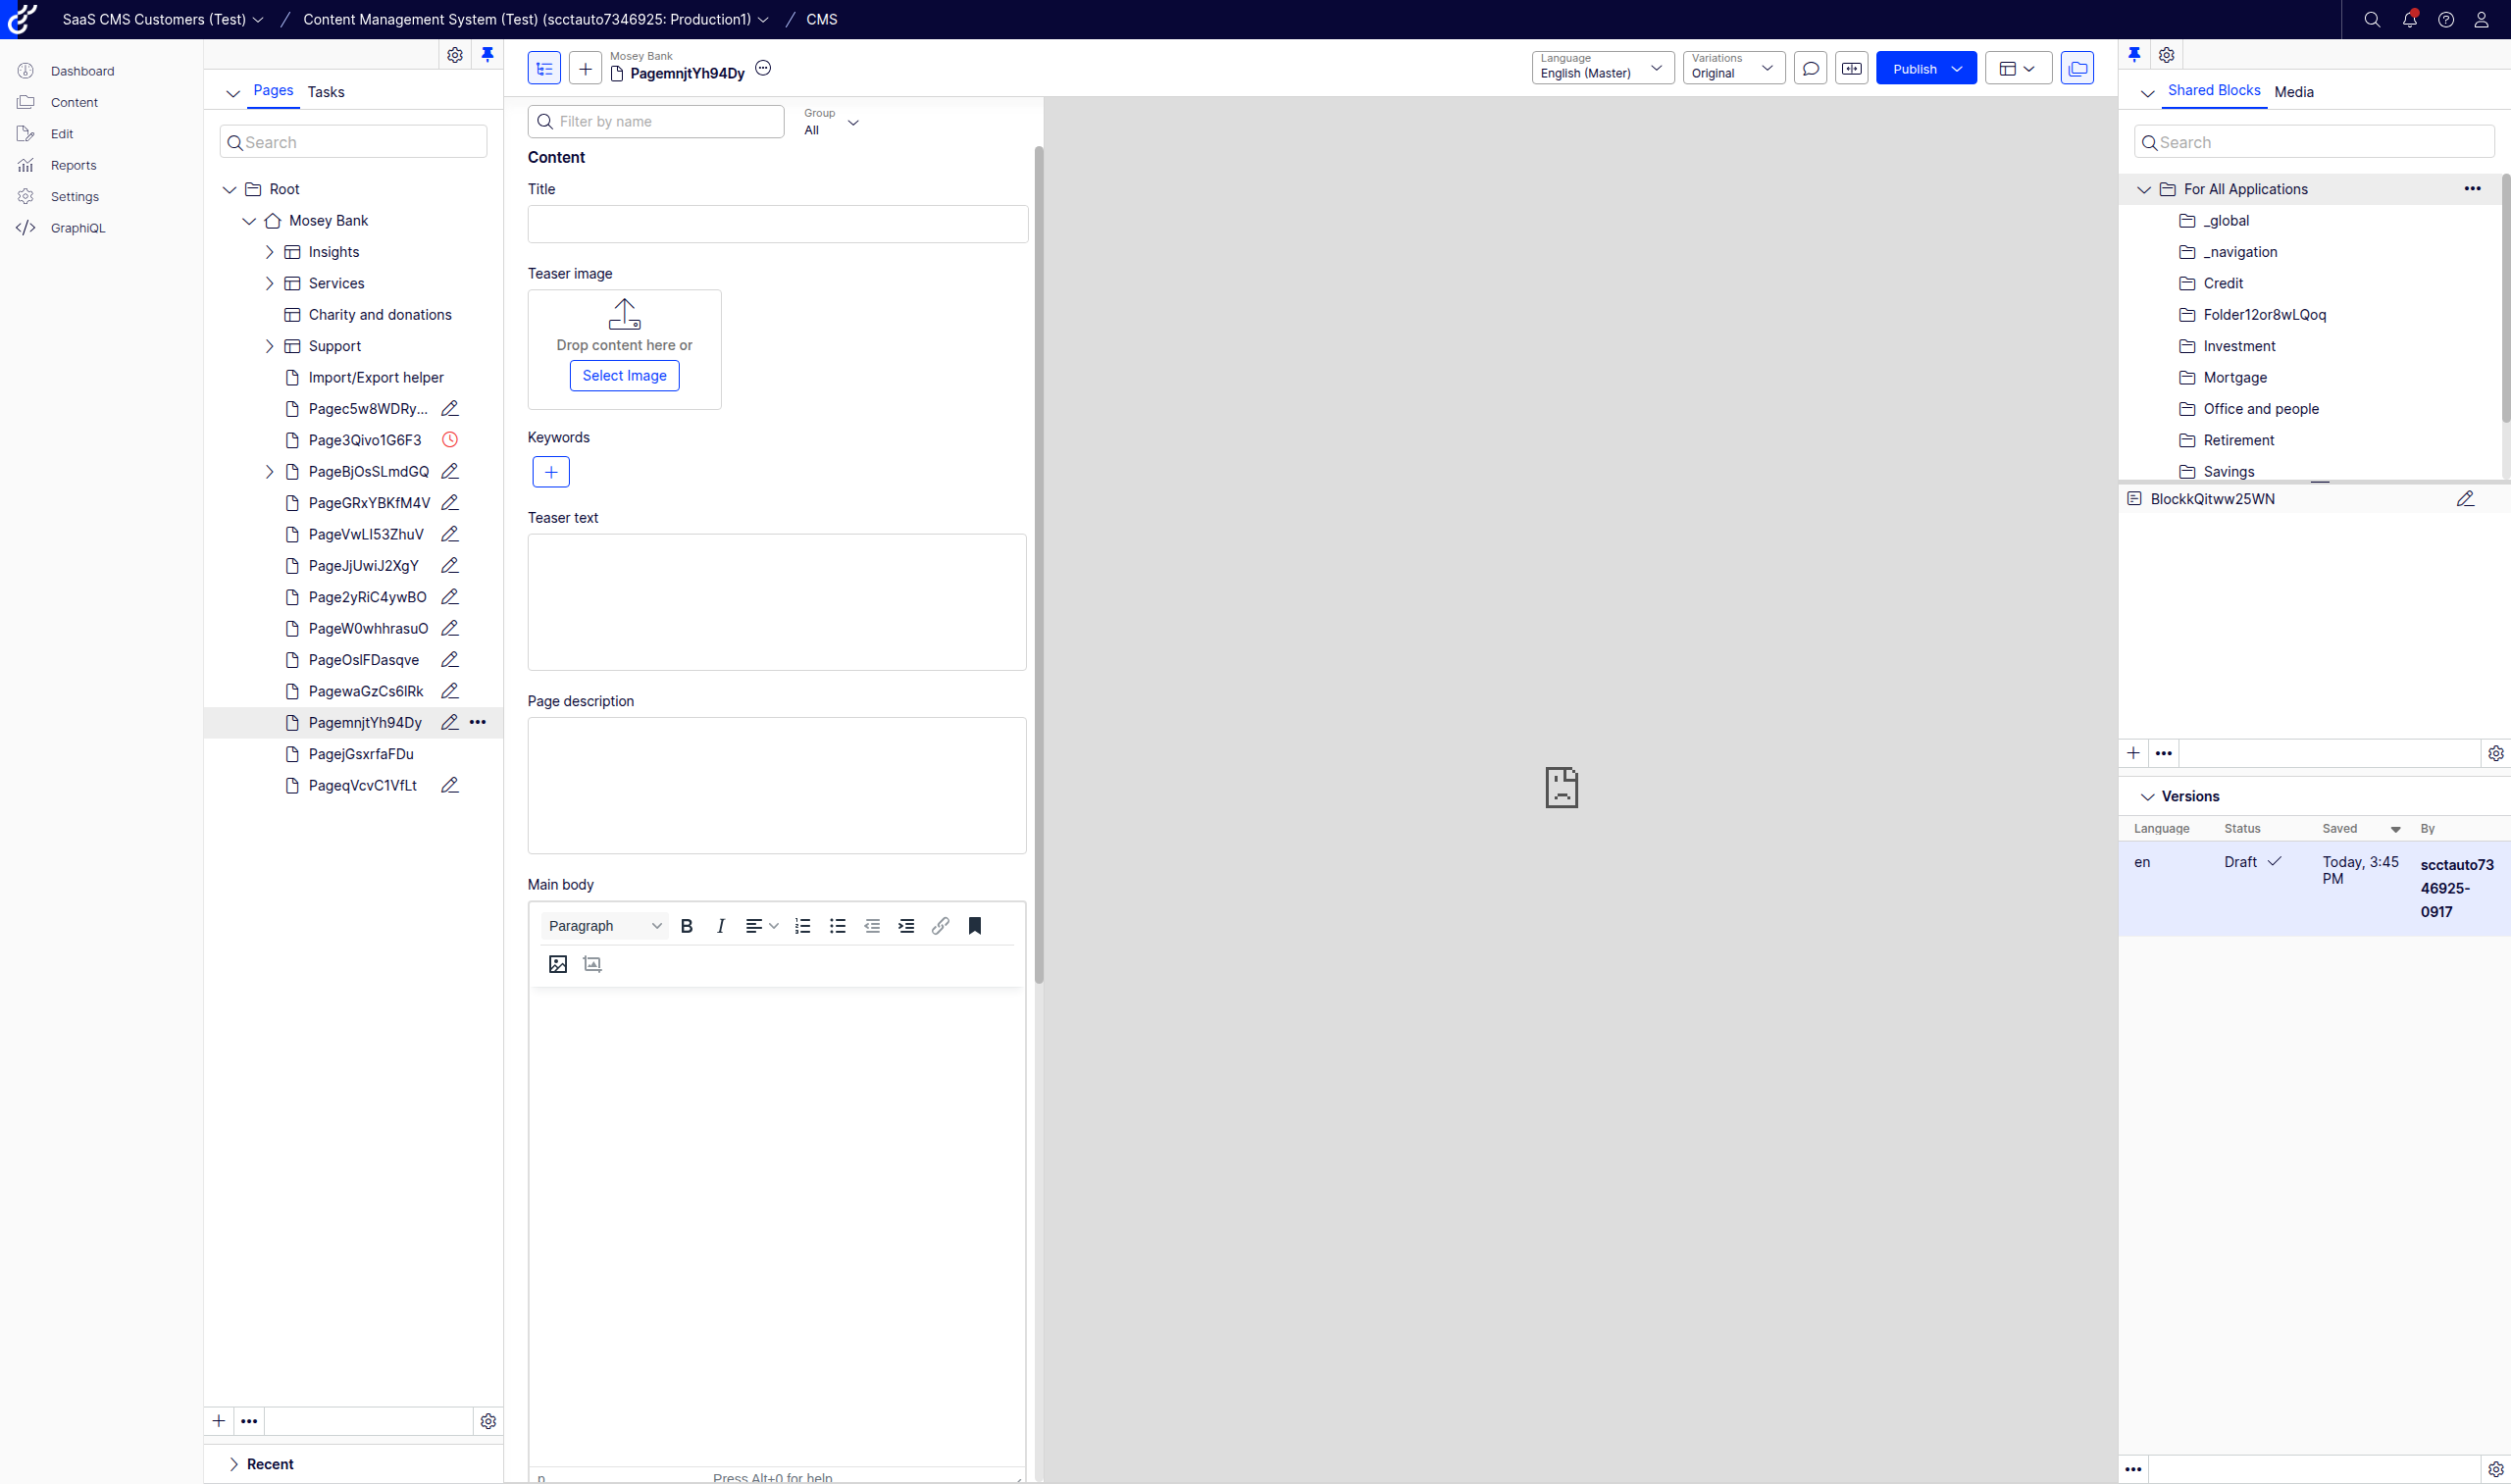 SaaS CMS Customers (Test)
Content Management System (Test) (scctauto7346925: Production1)
CMS
Dashboard
Content
Edit
Reports
Settings
GraphiQL
Pages
Tasks
Search
Root
Mosey Bank
Insights
Services
Charity and donations
Support
Import/Export helper
Pagec5w8WDRy...
Page3Qivo1G6F3
PageBjOsSLmdGQ
PageGRxYBKfM4V
PageVwLI53ZhuV
PageJjUwiJ2XgY
Page2yRiC4ywBO
PageW0whhrasuO
PageOsIFDasqve
PagewaGzCs6IRk
PagemnjtYh94Dy
PagejGsxrfaFDu
PageqVcvC1VfLt
Recent
Mosey Bank
PagemnjtYh94Dy
Language
English (Master)
Variations
Original
Publish
Filter by name
Group
All
Content
Title
Teaser image
Drop content here or
Select Image
Keywords
Teaser text
Page description
Main body
Paragraph
B
I
p
Press Alt+0 for help
Shared Blocks
Media
Search
For All Applications
_global
_navigation
Credit
Folder12or8wLQoq
Investment
Mortgage
Office and people
Retirement
Savings
BlockkQitww25WN
Versions
Language
Status
Saved
By
en
Draft
Today, 3:45
PM
scctauto73
46925-
0917